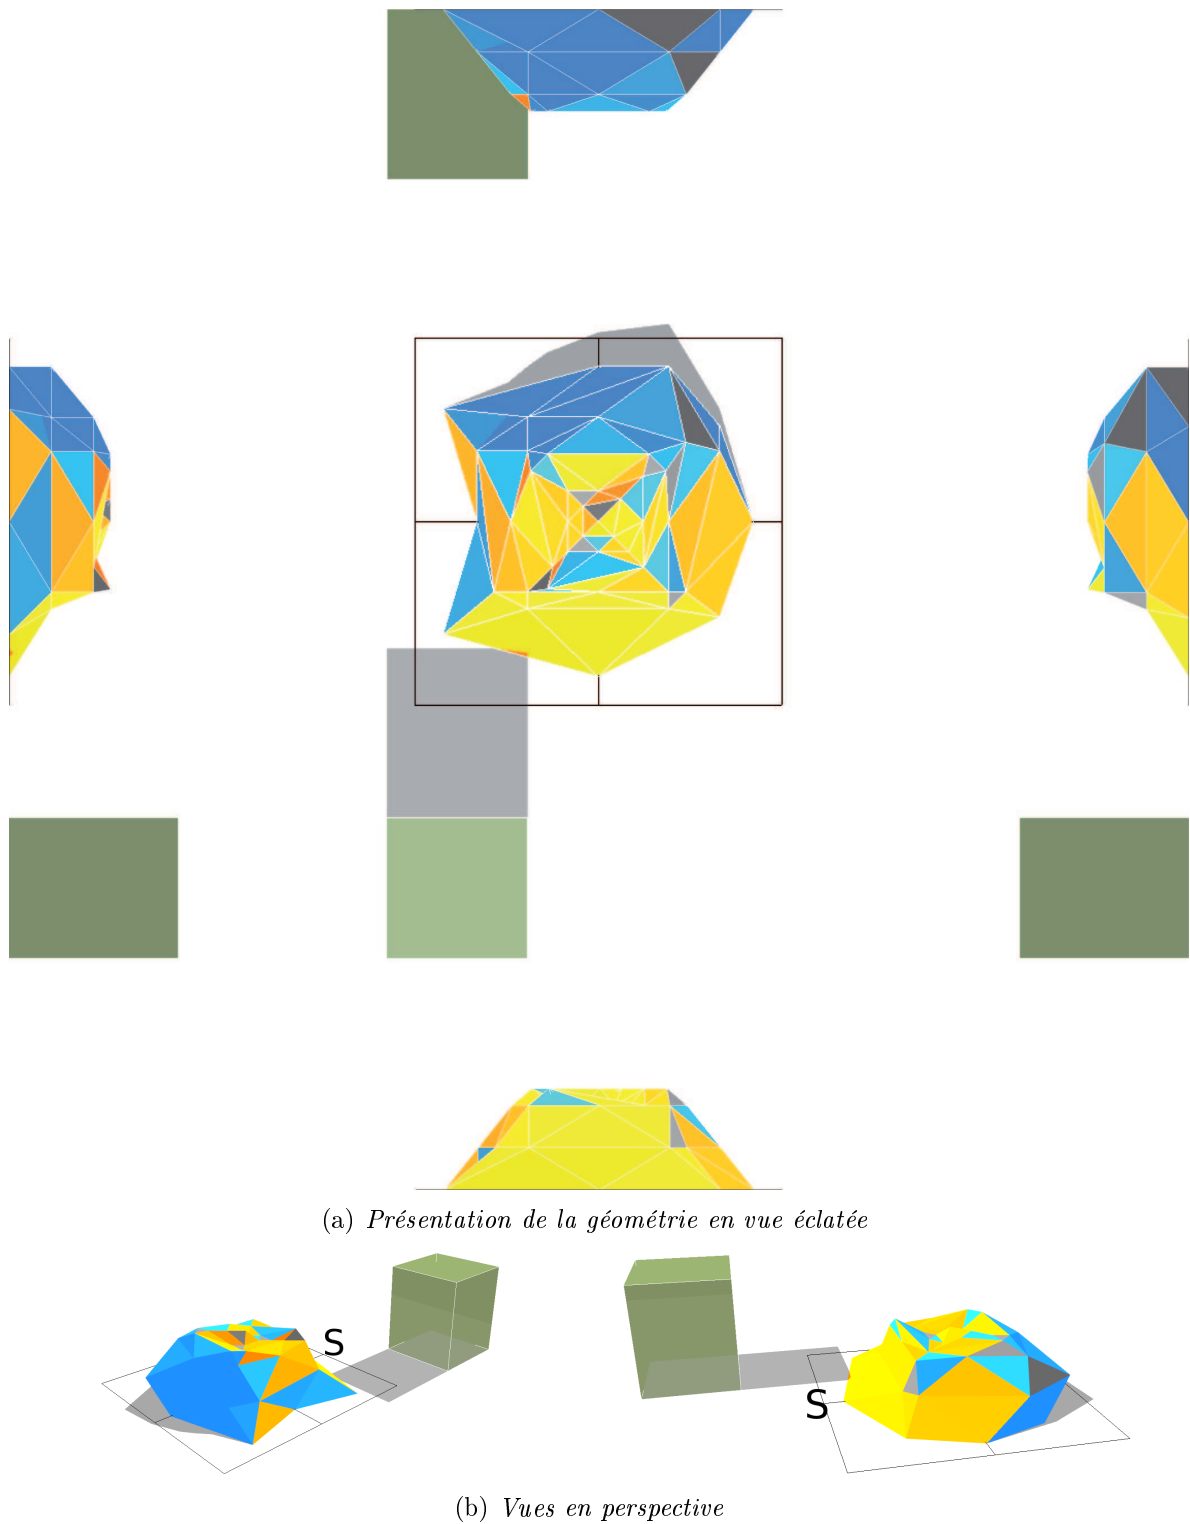 (a) Présentation de la géométrie en vue éclatée
S
S
(b) Vues en perspective